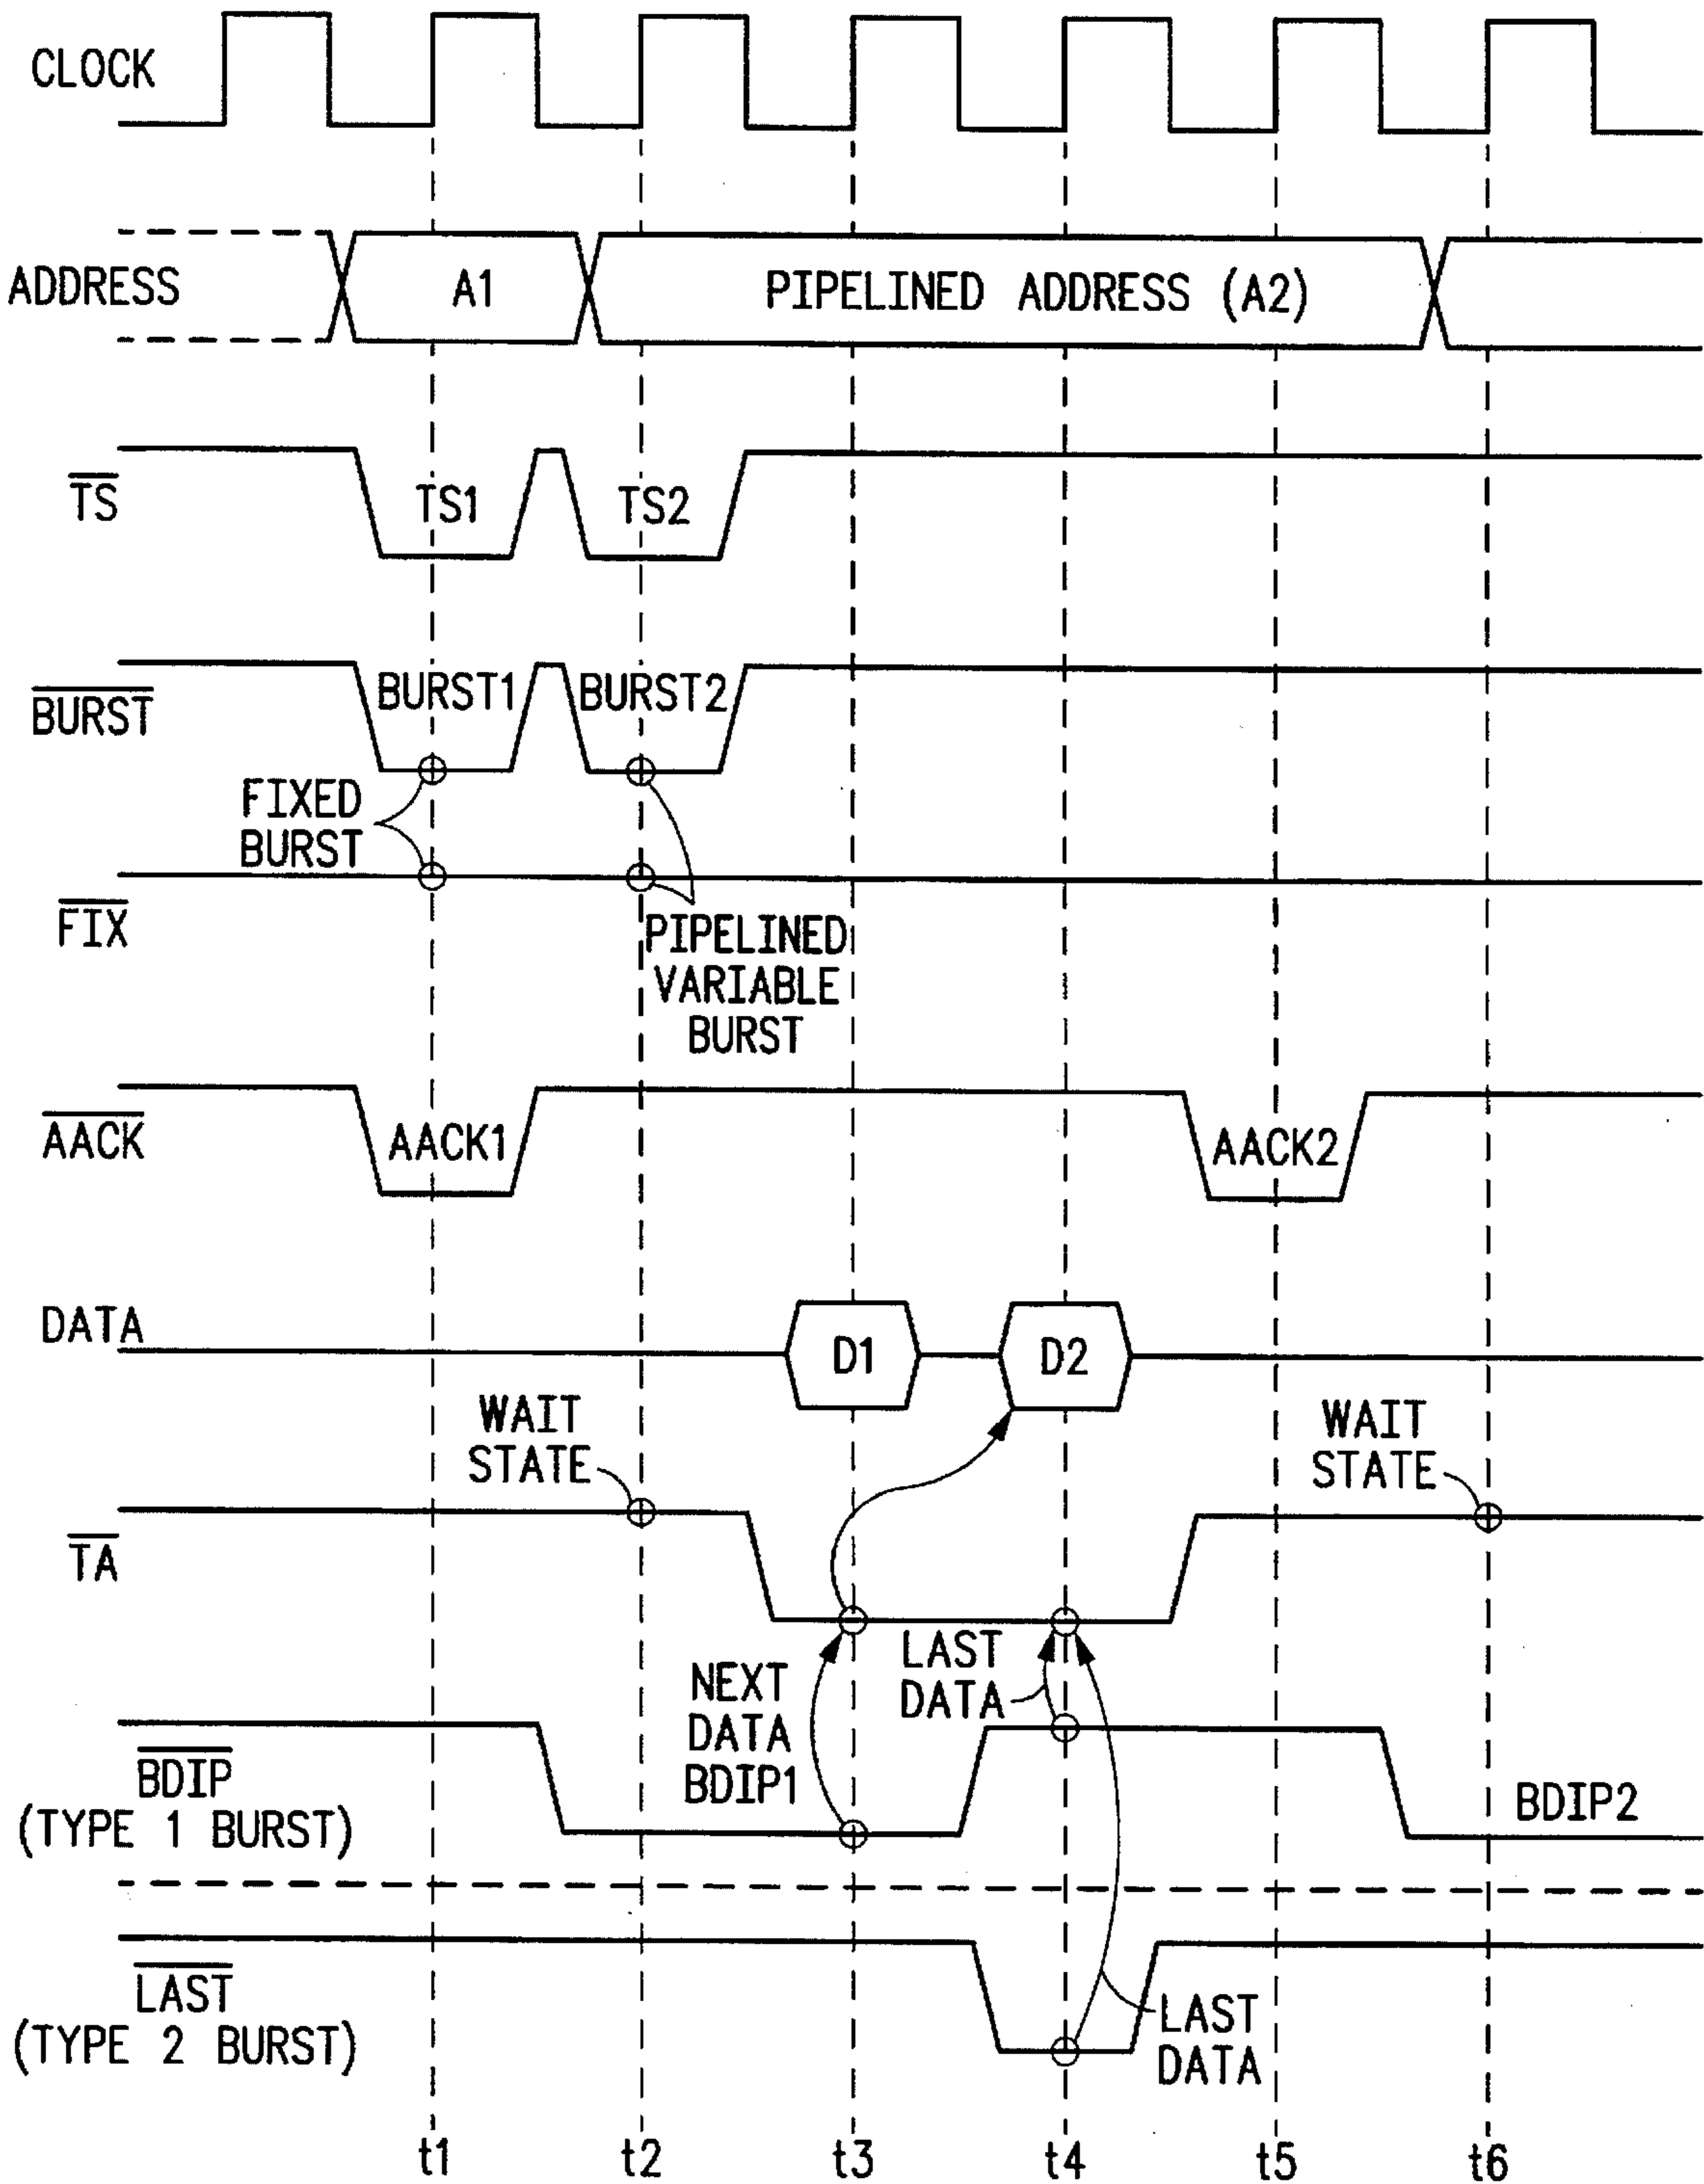 CLOCK
ADDRESS
A1
PIPELINED ADDRESS (A2)
TS
TS1
TS2
BURST
BURST1
BURST2
FIXED
BURST
FIX
PIPELINED
VARIABLE
BURST
AACK
AACK1
AACK2
DATA
D1
D2
WAIT
STATE
WAIT
STATE
TA
NEXT
DATA
BDIP1
LAST
DATA
BDIP
(TYPE 1 BURST)
BDIP2
LAST
(TYPE 2 BURST)
LAST
DATA
t1 t2 t3 t4 t5 t6